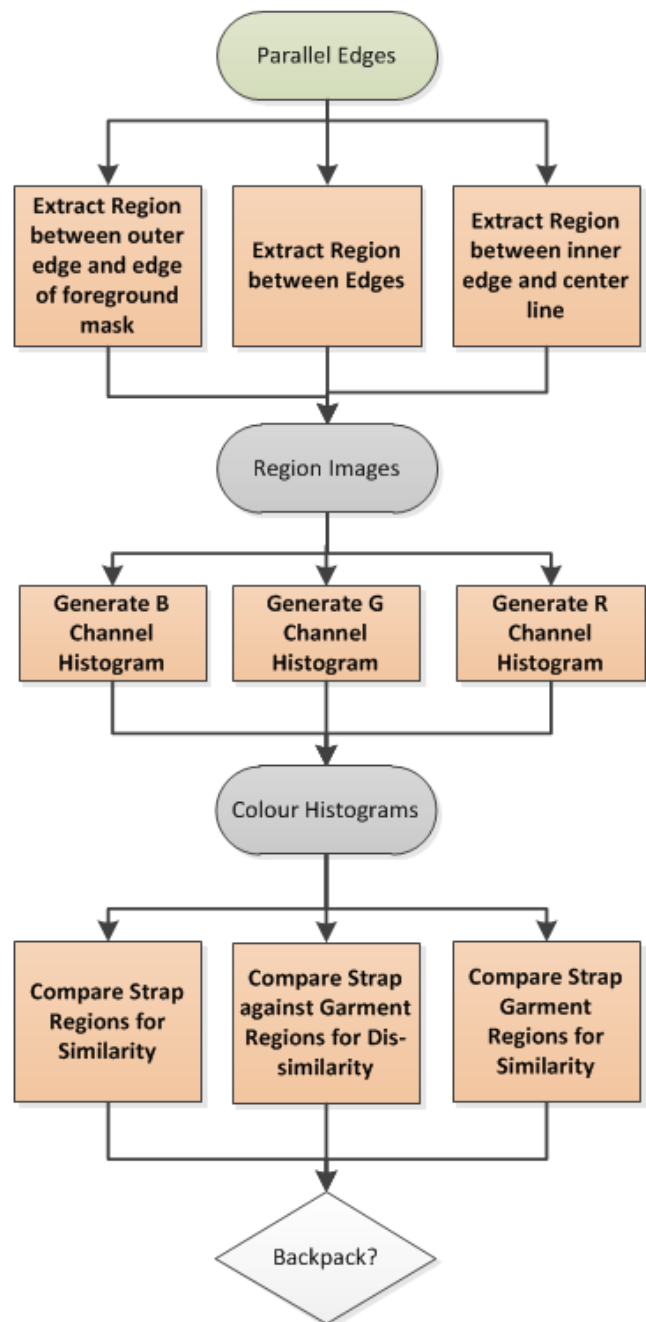 Parallel Edges
Extract Region
between outer
edge and edge
of foreground
mask
Extract Region
between Edges
Extract Region
between inner
edge and center
line
Region Images
Generate B
Channel
Histogram
Generate G
Channel
Histogram
Generate R
Channel
Histogram
Colour Histograms
Compare Strap
Regions for
Similarity
Compare Strap
against Garment
Regions for Dis-
similarity
Compare Strap
Garment
Regions for
Similarity
Backpack?